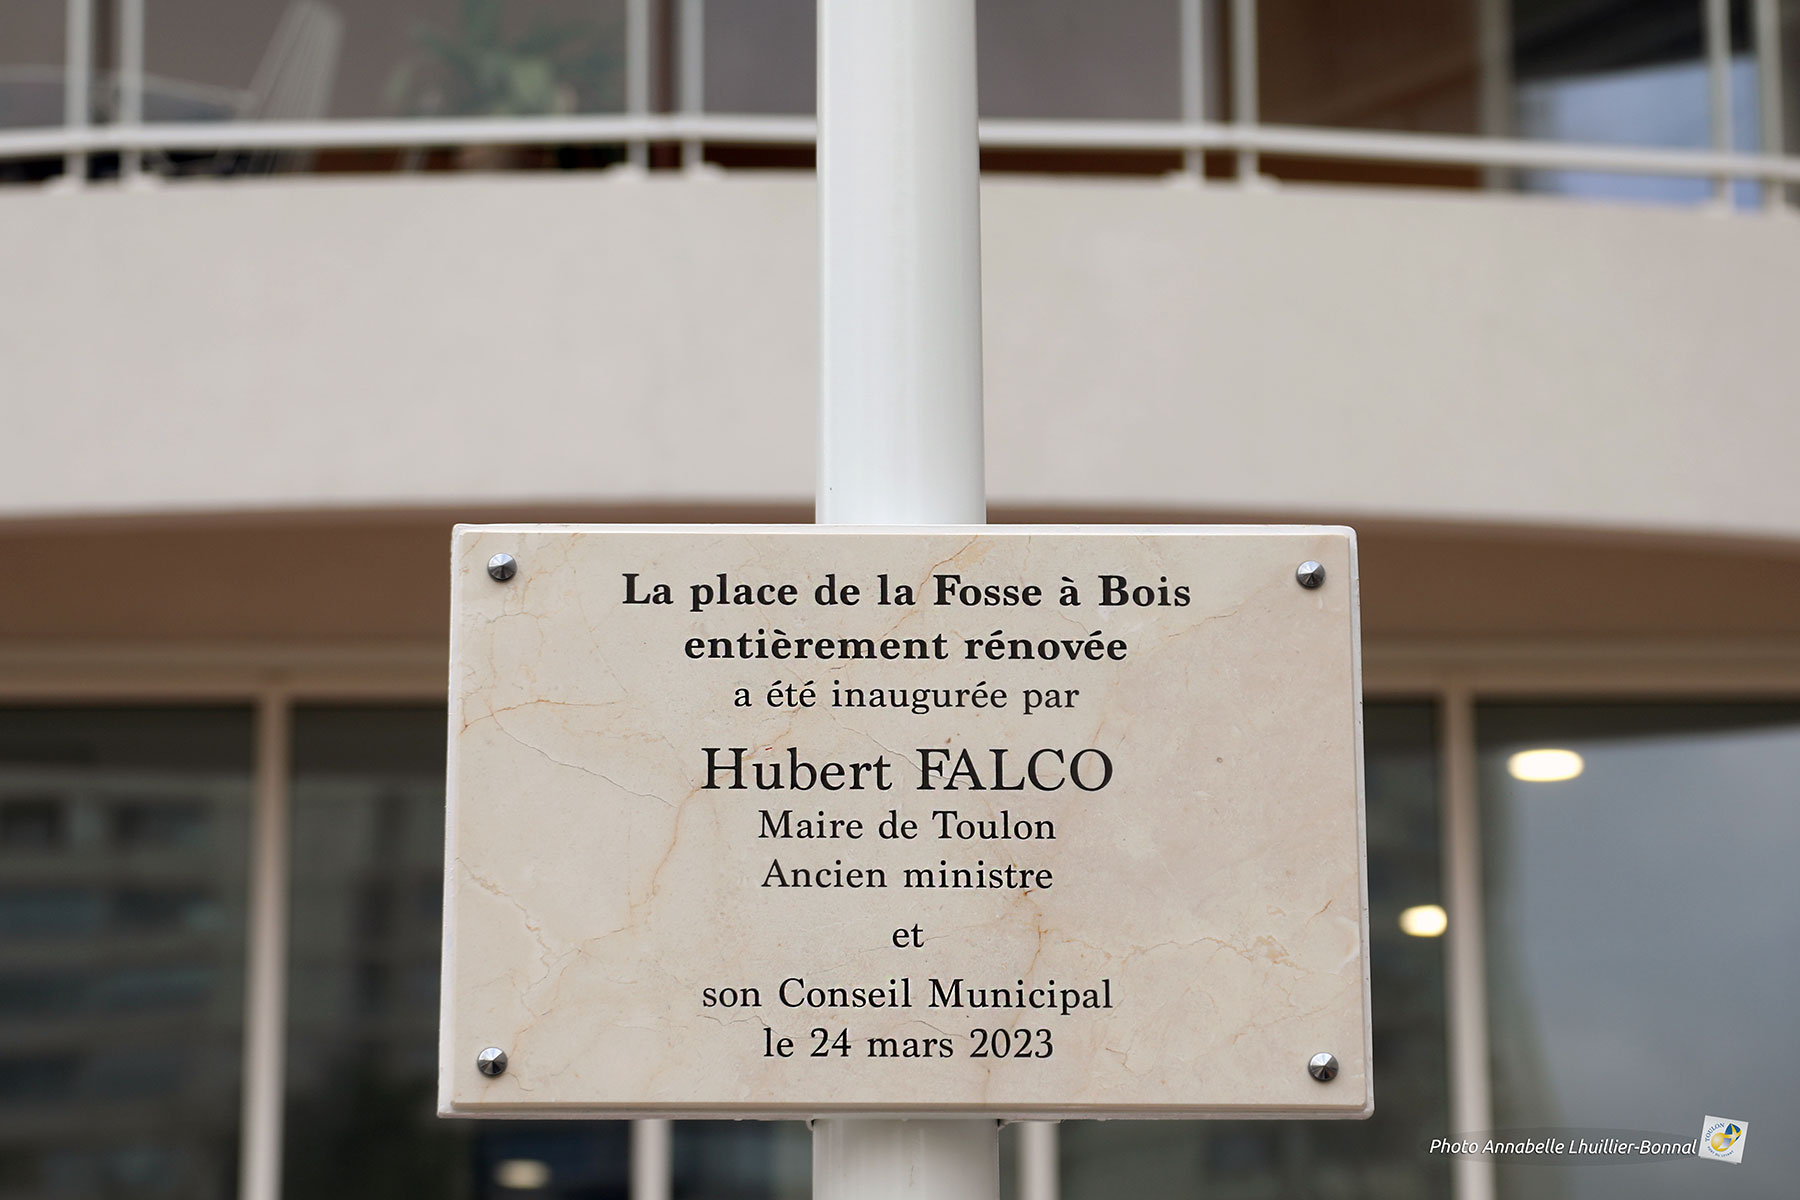 La place de la Fosse à Bois
entièrement rénovée
a été inaugurée par
Hubert FALCO
Maire de Toulon
Ancien ministre
et
son Conseil Municipal
le 24 mars 2023
Photo Annabelle Lhuillier-Bonnal
TOULON